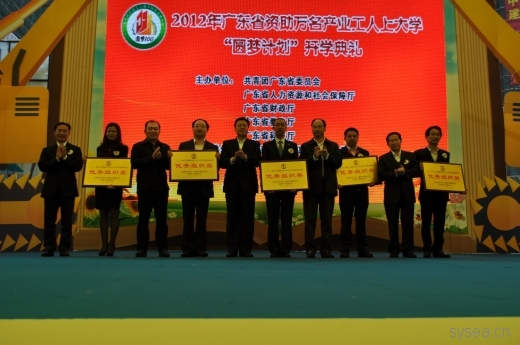 2012年广东省资助万名产业工人上大学
“圆梦计划”开学典礼
主办单位：共青团广东省委员会
广东省人力资源和社会保障厅
广东省财政厅
优秀组织奖
优秀组织奖
优秀组织奖
优秀组织奖
优秀组织奖
sysea.cn